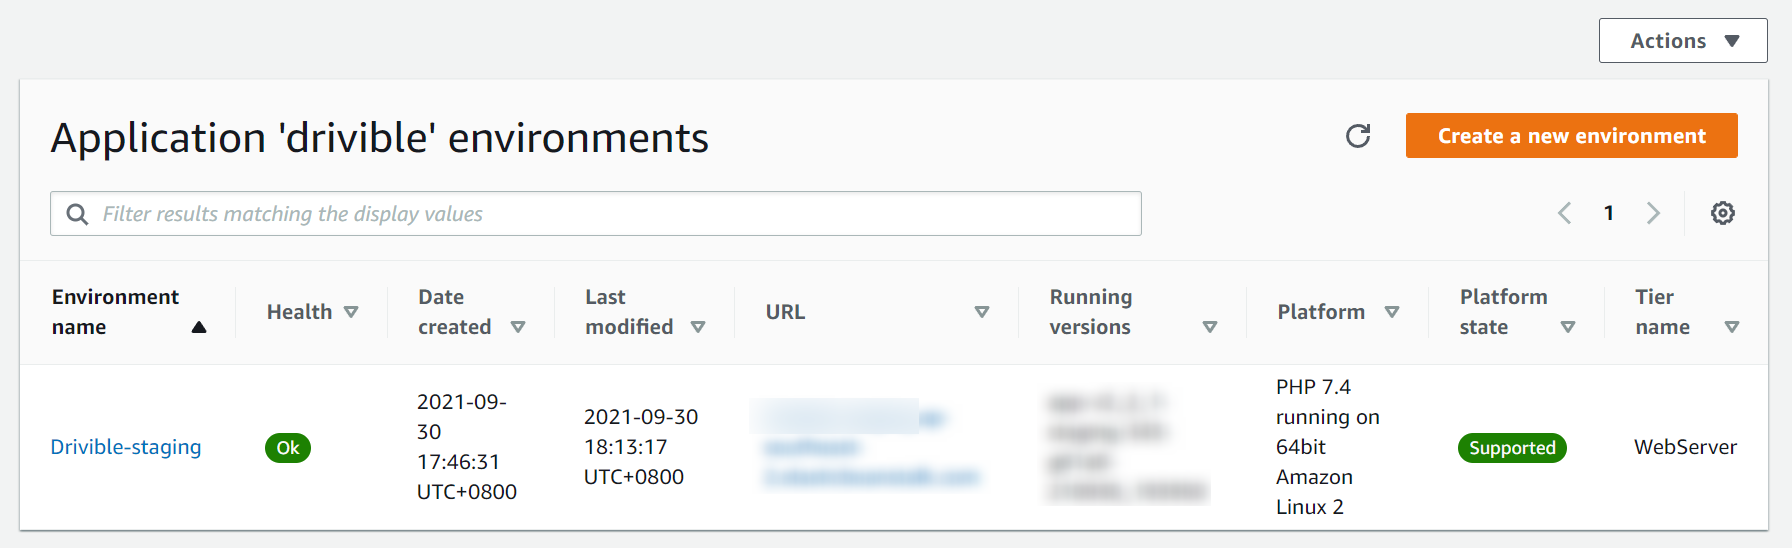 Actions
Application 'drivible' environments
Create a new environment
Filter results matching the display values
1
Environment name
Health
Date created
Last modified
URL
Running versions
Platform
Platform state
Tier name
Drivible-staging
Ok
2021-09-
30
17:46:31
UTC+0800
2021-09-30
18:13:17
UTC+0800
PHP 7.4
running on
64bit
Amazon
Linux 2
Supported
WebServer